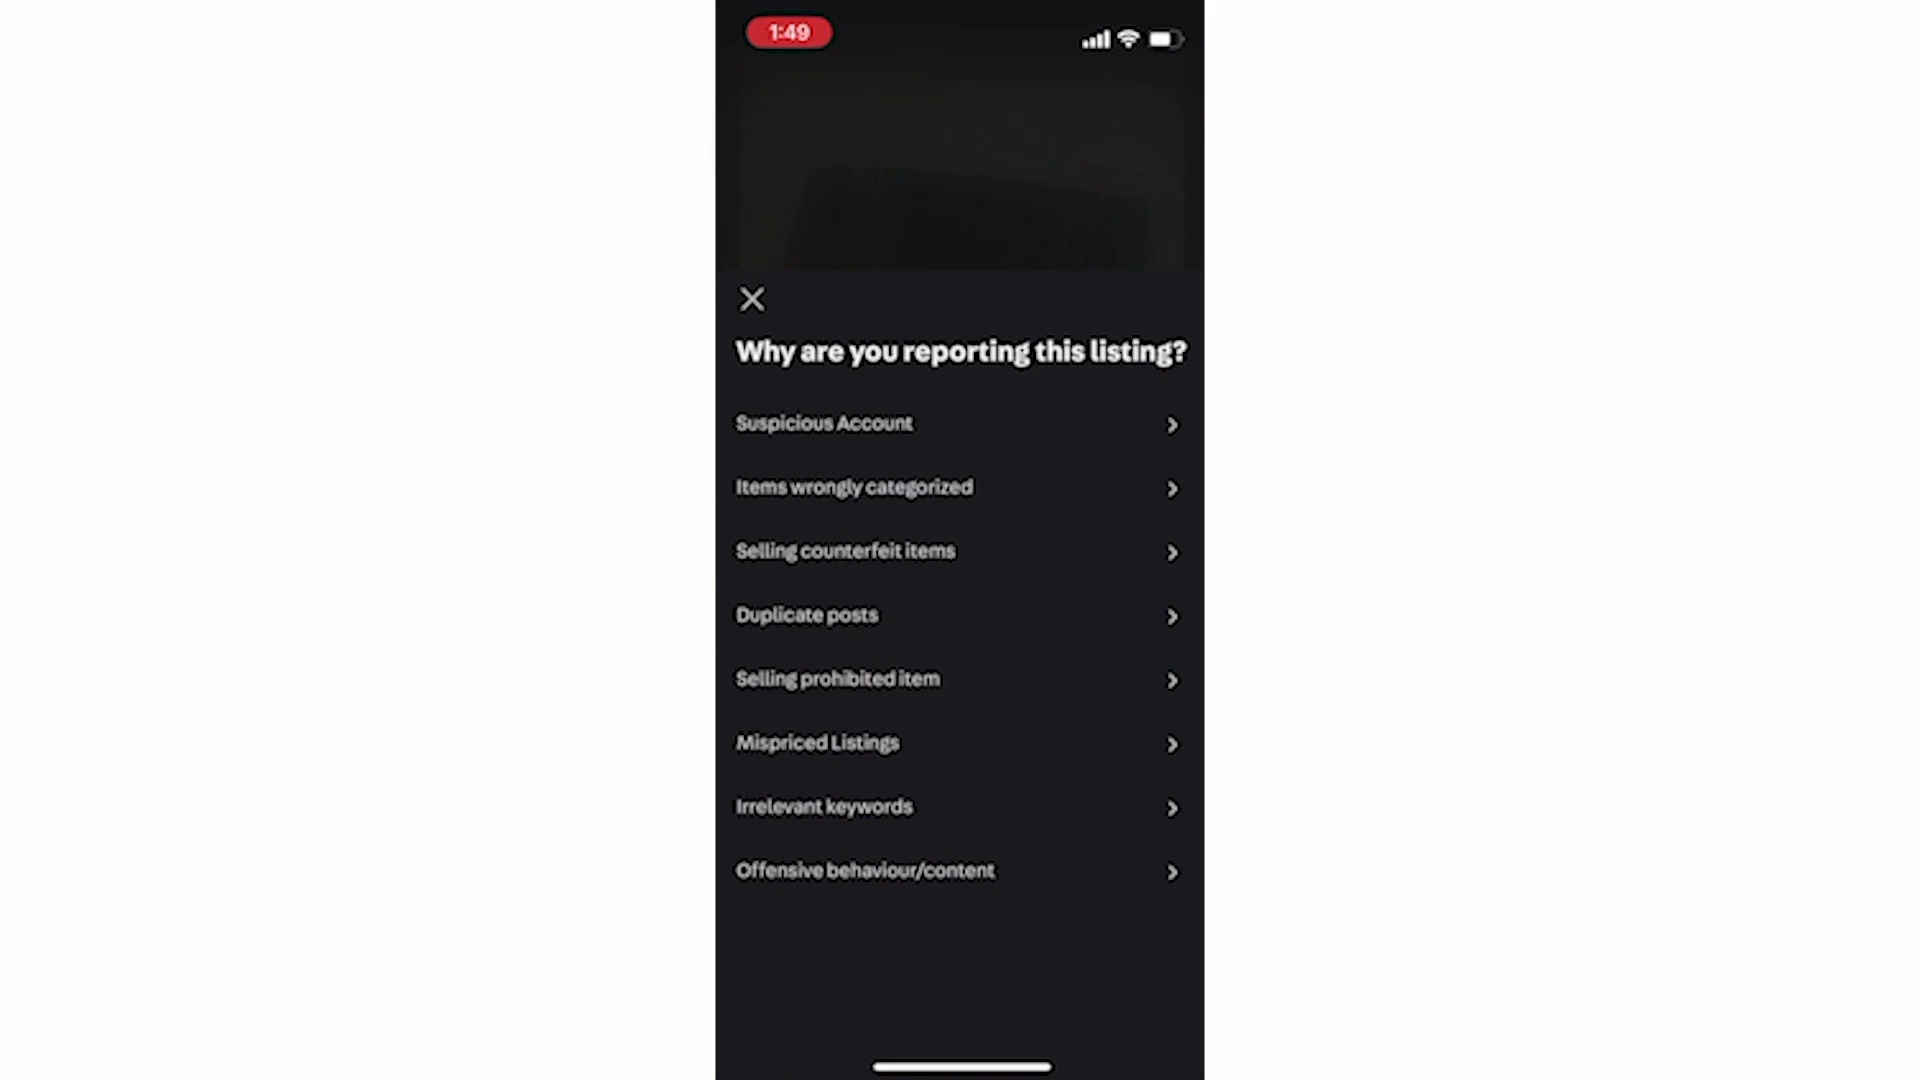 1:49
Why are you reporting this listing?
Suspicious Account
Items wrongly categorized
Selling counterfeit items
Duplicate posts
Selling prohibited item
Mispriced Listings
Irrelevant keywords
Offensive behaviour/content